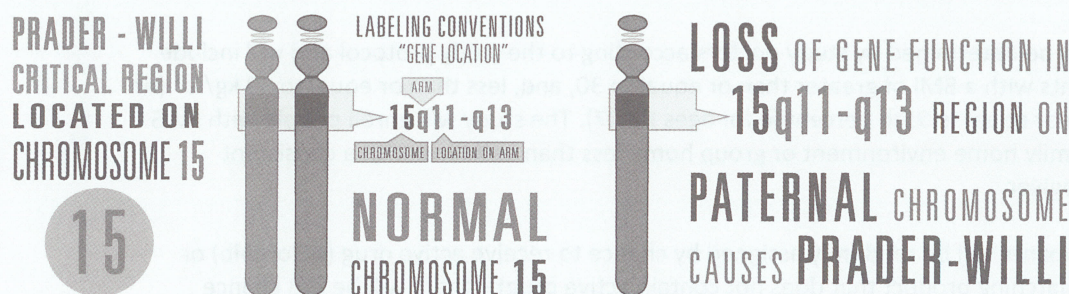 PRADER - WILLI
CRITICAL REGION
LOCATED ON
CHROMOSOME 15
15
LABELING CONVENTIONS
"GENE LOCATION"
ARM
15q11-q13
CHROMOSOME
LOCATION ON ARM
NORMAL
CHROMOSOME 15
LOSS OF GENE FUNCTION IN
15q11-q13 REGION ON
PATERNAL CHROMOSOME
CAUSES PRADER-WILLI